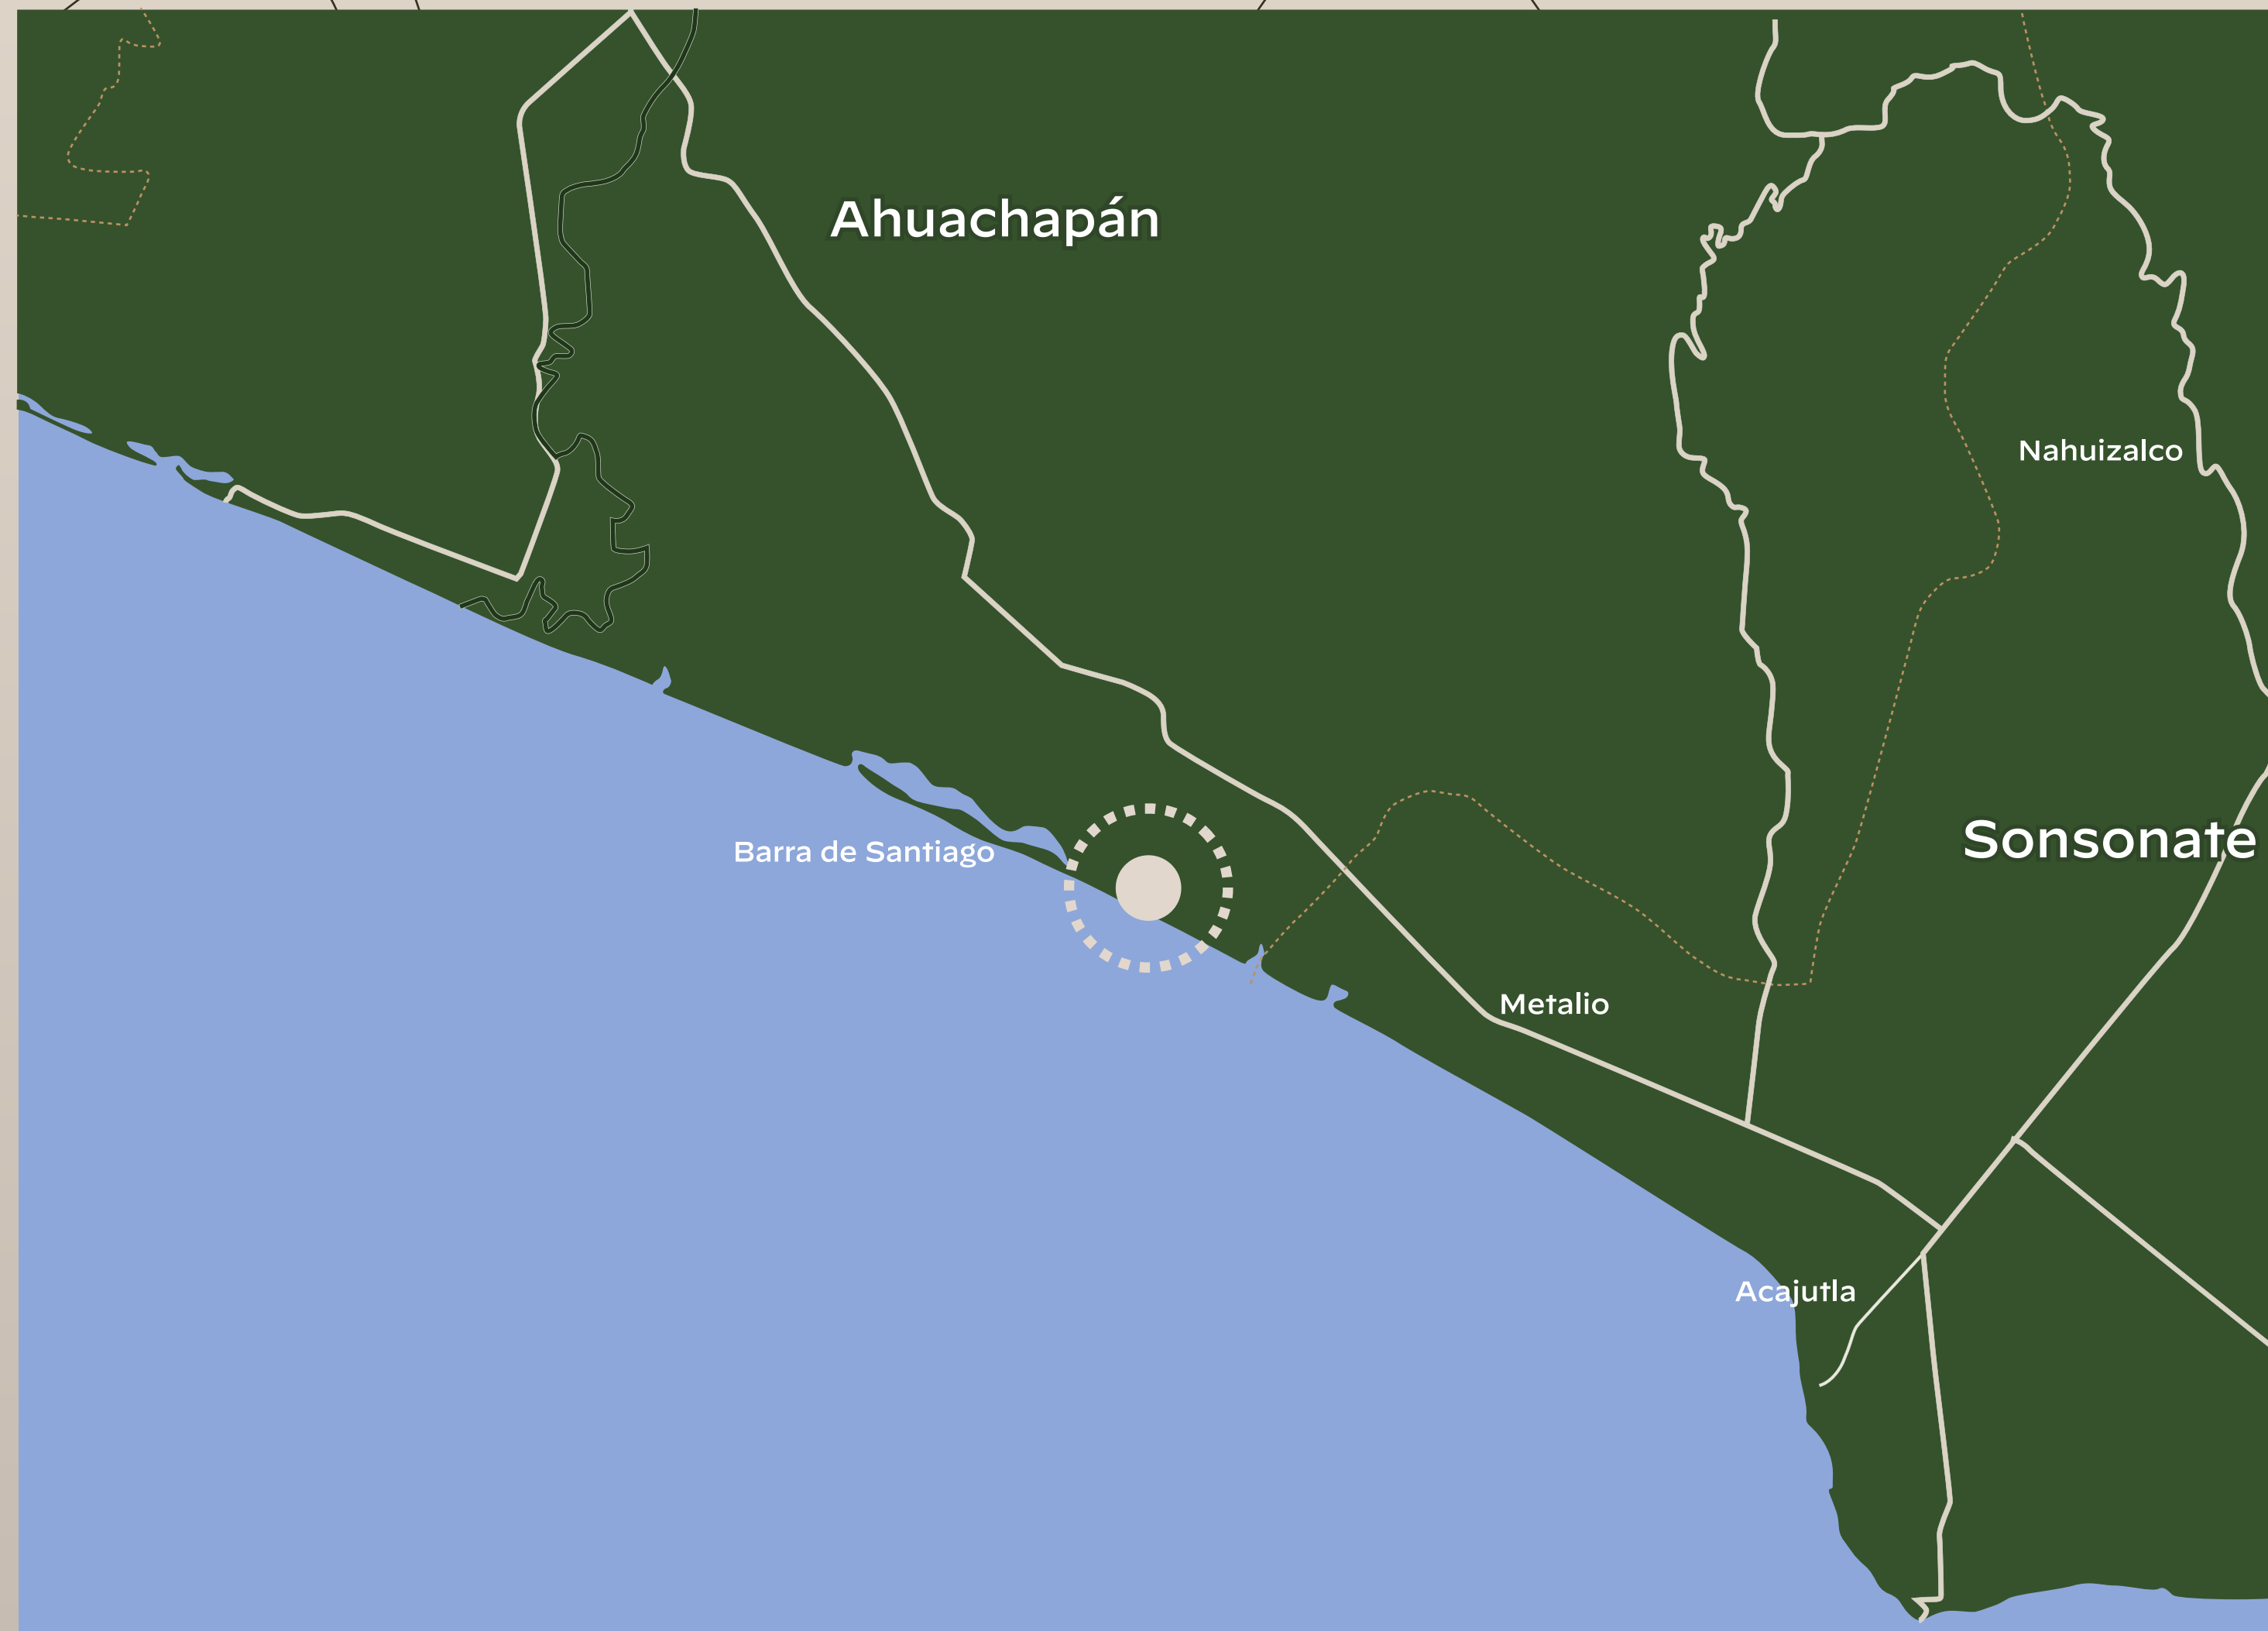 Ahuachapán
Nahuizalco
Sonsonate
Barra de Santiago
Metalio
Acajutla